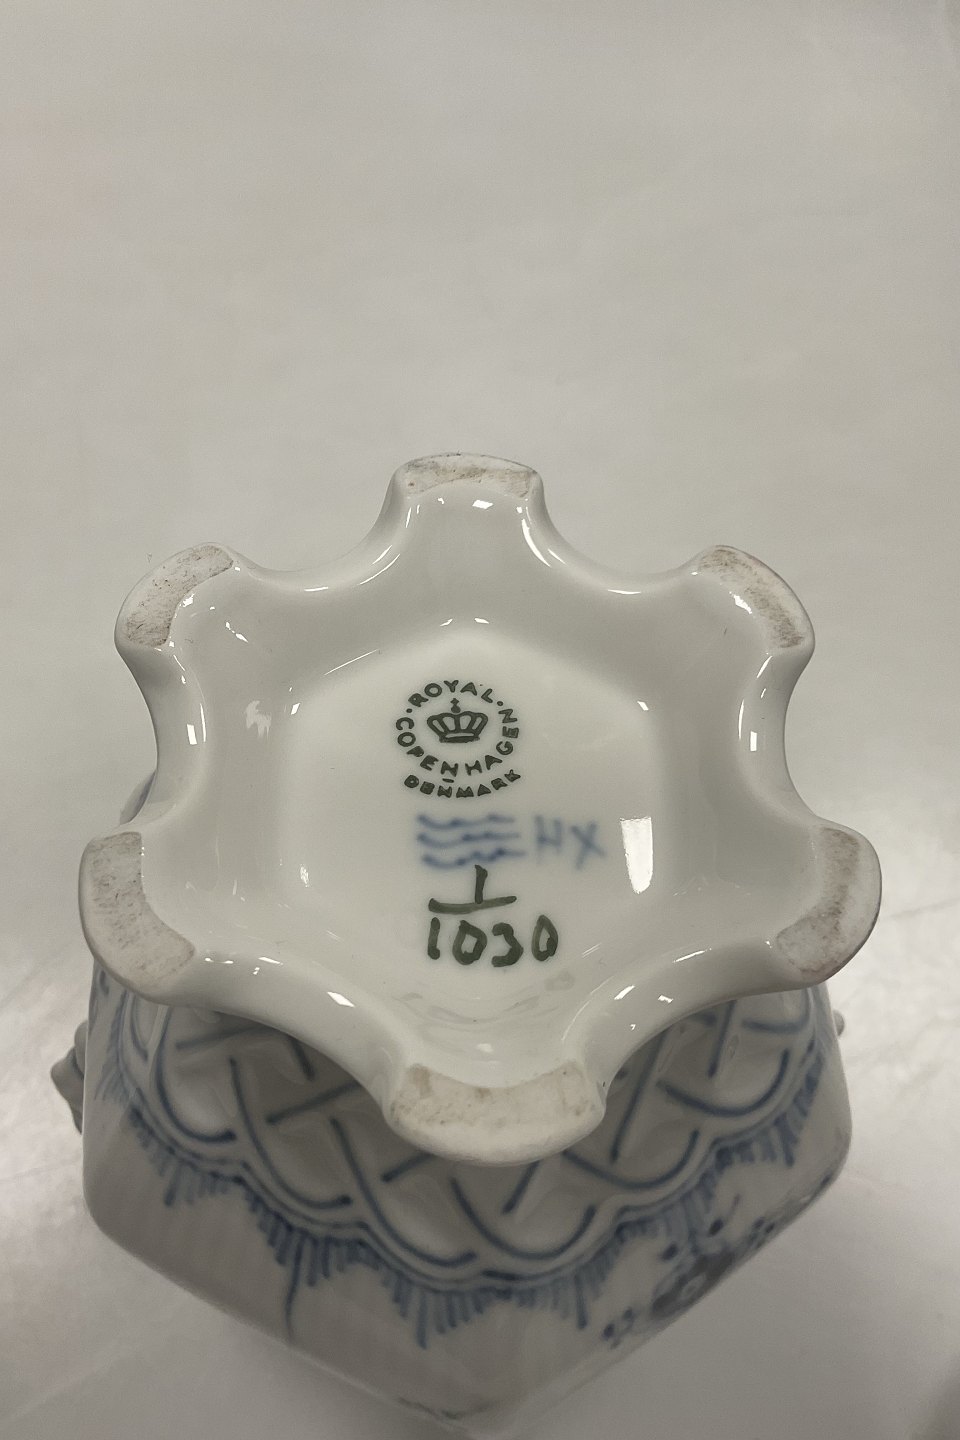 ROYAL
COPENHAGEN
DENMARK
HX
1
1030